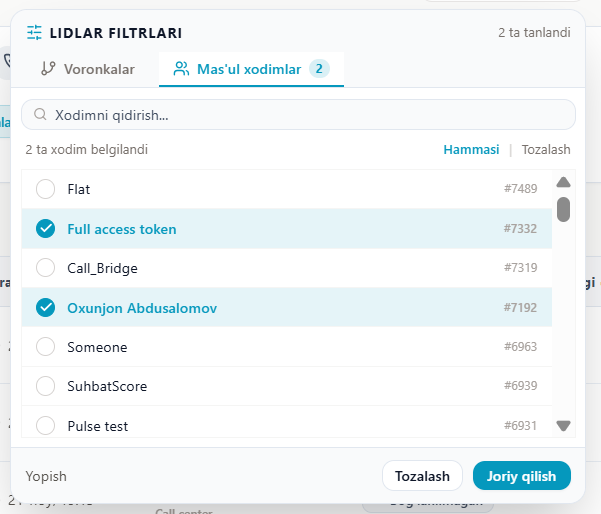 LIDLAR FILTRLARI 2 ta tanlandi
Voronkalar Mas'ul xodimlar 2
Xodimni qidirish...
2 ta xodim belgilandi Hammasi | Tozalash
Flat #7489
Full access token #7332
Call_Bridge #7319
Oxunjon Abdusalomov #7192
Someone #6963
SuhbatScore #6939
Pulse test #6931
Yopish Tozalash Joriy qilish
Call center